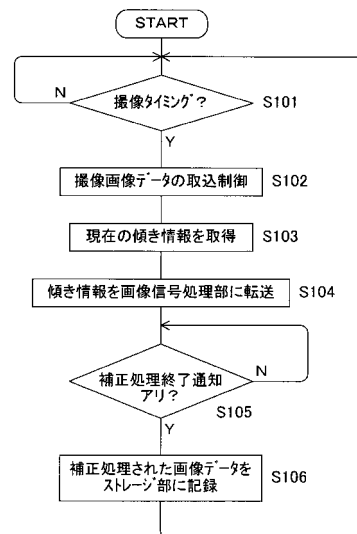 START
撮像タイミング？
N
S101
Y
撮像画像データの取込制御
S102
現在の傾き情報を取得
S103
傾き情報を画像信号処理部に転送
S104
補正処理終了通知
アリ？
N
S105
Y
補正処理された画像データを
ストレージ部に記録
S106